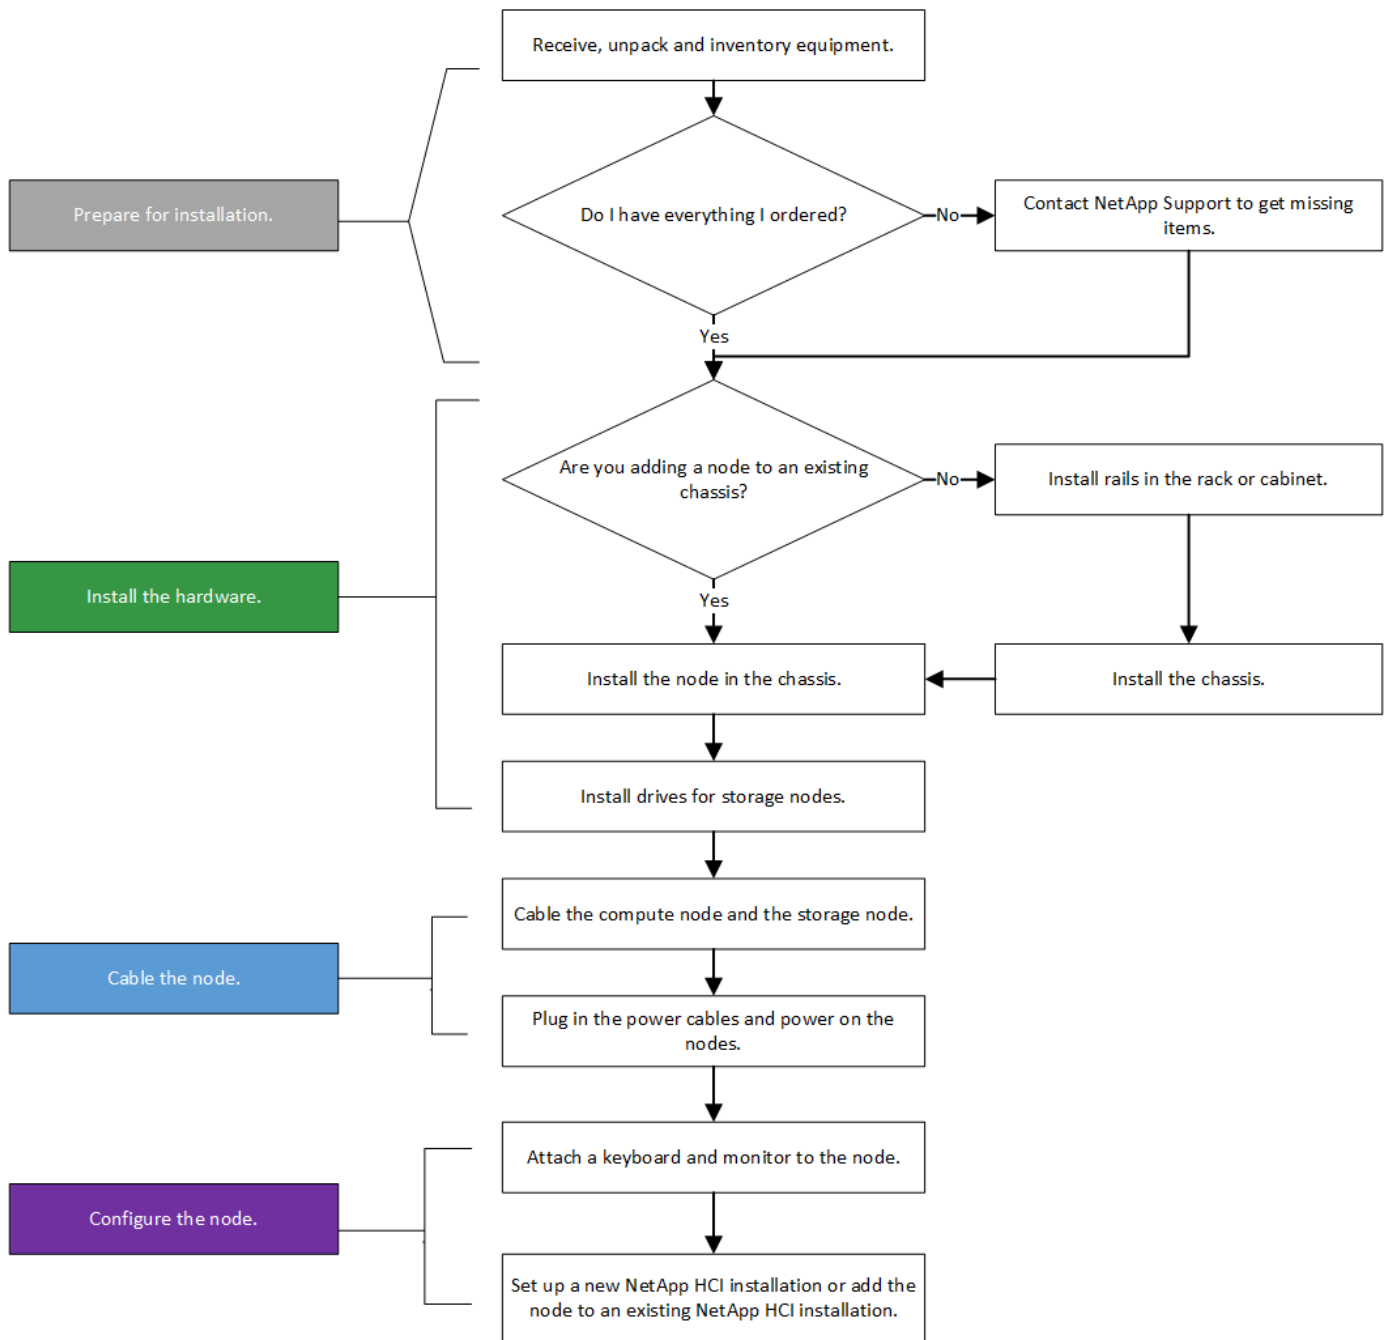 Receive, unpack and inventory equipment.
Prepare for installation.
Do I have everything I ordered?
No
Contact NetApp Support to get missing
items.
Yes
Are you adding a node to an existing
chassis?
No
Install rails in the rack or cabinet.
Install the hardware.
Yes
Install the node in the chassis.
Install the chassis.
Install drives for storage nodes.
Cable the compute node and the storage node.
Cable the node.
Plug in the power cables and power on the
nodes.
Attach a keyboard and monitor to the node.
Configure the node.
Set up a new NetApp HCI installation or add the
node to an existing NetApp HCI installation.